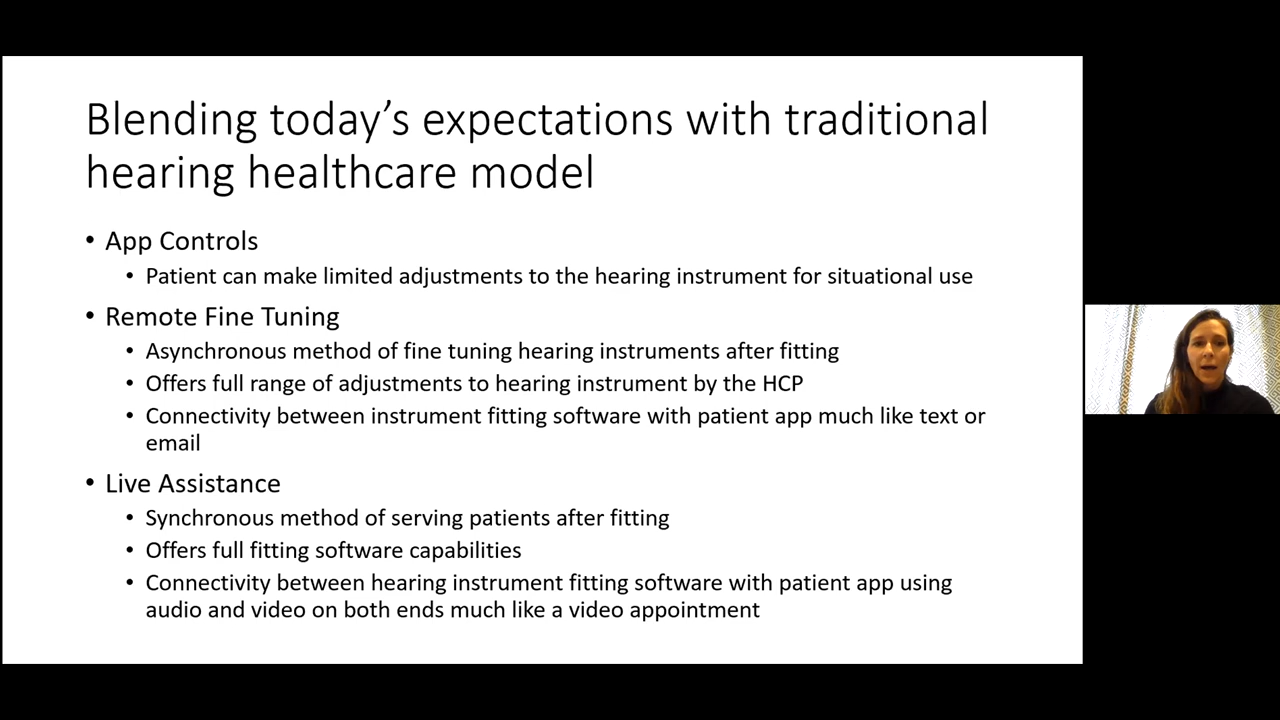 Blending today's expectations with traditional
hearing healthcare model
• App Controls
• Patient can make limited adjustments to the hearing instrument for situational use
• Remote Fine Tuning
• Asynchronous method of fine tuning hearing instruments after fitting
• Offers full range of adjustments to hearing instrument by the HCP
• Connectivity between instrument fitting software with patient app much like text or
email
• Live Assistance
• Synchronous method of serving patients after fitting
• Offers full fitting software capabilities
• Connectivity between hearing instrument fitting software with patient app using
audio and video on both ends much like a video appointment